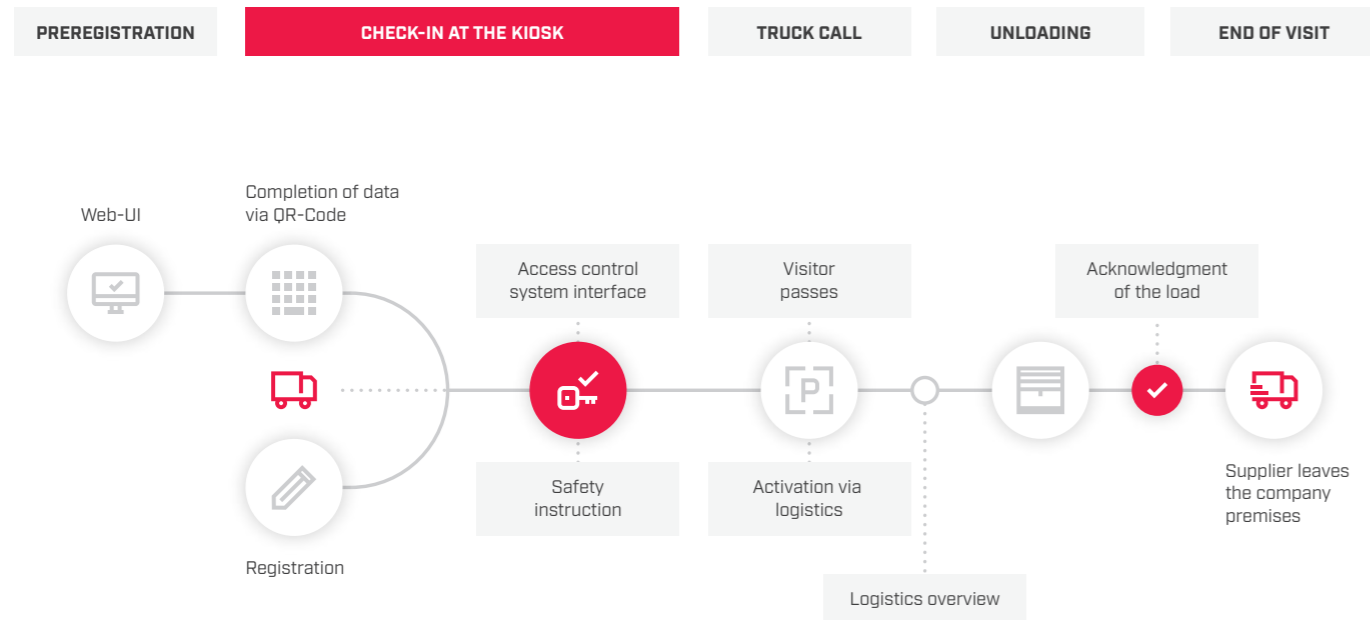 PREREGISTRATION
CHECK-IN AT THE KIOSK
TRUCK CALL
UNLOADING
END OF VISIT
Web-UI
Completion of data
via QR-Code
Access control
system interface
Visitor
passes
Acknowledgment
of the load
P
Safety
instruction
Activation via
logistics
Supplier leaves
the company
premises
Registration
Logistics overview